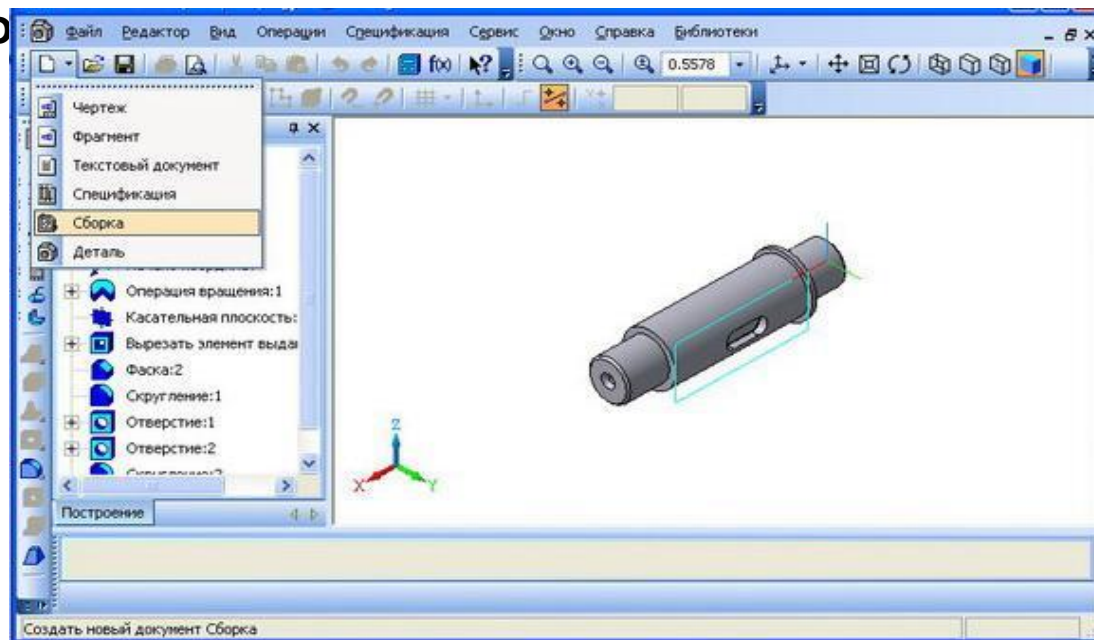 Файл Редактор Вид Операции Спецификация Сервис Окно Справка Библиотеки
f(x) 0.5578
Чертеж
Фрагмент
Текстовый документ
Спецификация
Сборка
Деталь
Операция вращения:1
Касательная плоскость:
Вырезать элемент выда
Фаска:2
Скругление:1
Отверстие:1
Отверстие:2
Z
X Y
Построение
Создать новый документ Сборка